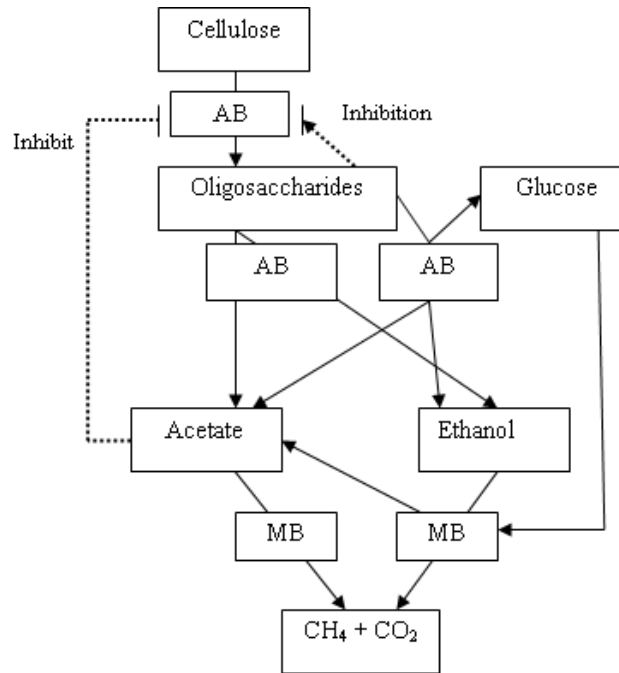 Cellulose
AB
Inhibition
Inhibit
Oligosaccharides
Glucose
AB
AB
Acetate
Ethanol
MB
MB
CH₄ + CO₂